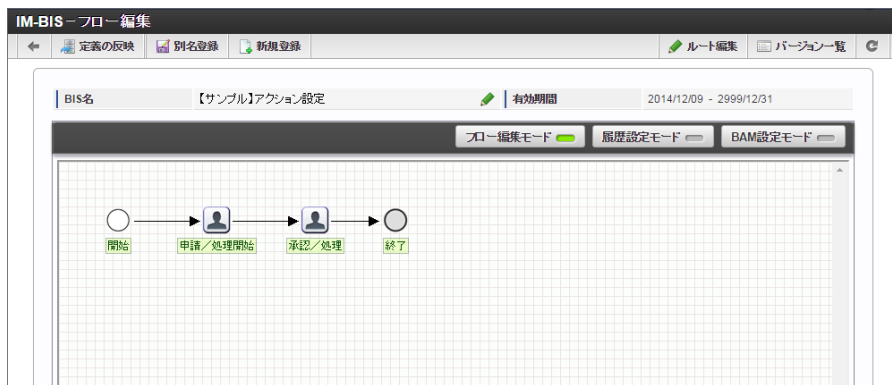 IM-BIS－フロー編集
定義の反映 別名登録 新規登録 ルート編集 バージョン一覧
BIS名 【サンプル】アクション設定 有効期間 2014/12/09 - 2999/12/31
フロー編集モード 履歴設定モード BAM設定モード
開始 申請／処理開始 承認／処理 終了